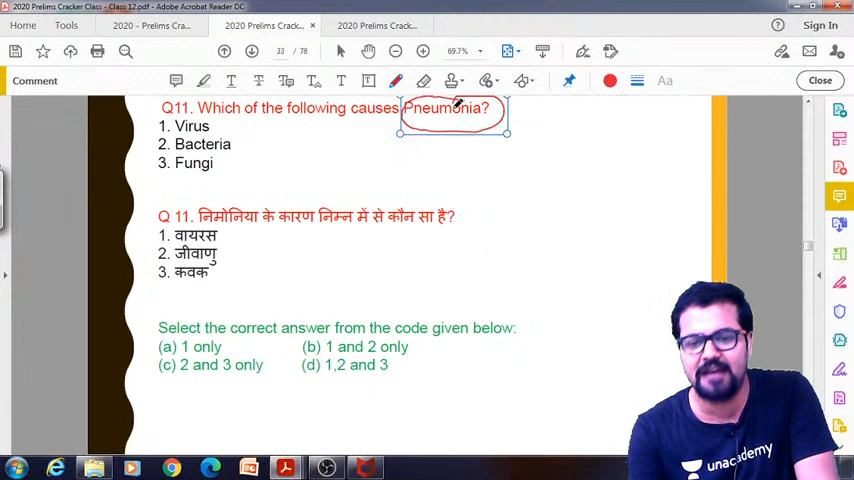 2020 Prelims Cracker Class - Class 12.pdf - Adobe Acrobat Reader DC
Home Tools 2020 - Prelims Cra... 2020 Prelims Crack... × 2020 Prelims Crack... Sign In
33 / 78 69.7%
Comment Aa Close
Q11. Which of the following causes Pneumonia?
1. Virus
2. Bacteria
3. Fungi
Q 11. निमोनिया के कारण निम्न में से कौन सा है?
1. वायरस
2. जीवाणु
3. कवक
Select the correct answer from the code given below:
(a) 1 only (b) 1 and 2 only
(c) 2 and 3 only (d) 1,2 and 3
unacademy